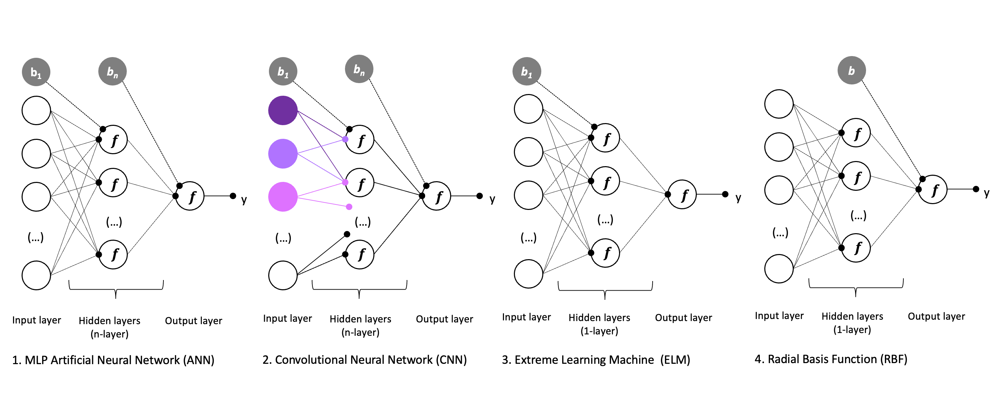 b1
bn
f
f
(...)
f
(...)
f
y
Input layer
Hidden layers
(n-layer)
Output layer
1. MLP Artificial Neural Network (ANN)
b1
bn
f
f
(...)
f
(...)
f
y
Input layer
Hidden layers
(n-layer)
Output layer
2. Convolutional Neural Network (CNN)
b1
f
f
(...)
f
(...)
f
y
Input layer
Hidden layers
(1-layer)
Output layer
3. Extreme Learning Machine (ELM)
b
f
f
(...)
f
(...)
f
y
Input layer
Hidden layers
(1-layer)
Output layer
4. Radial Basis Function (RBF)